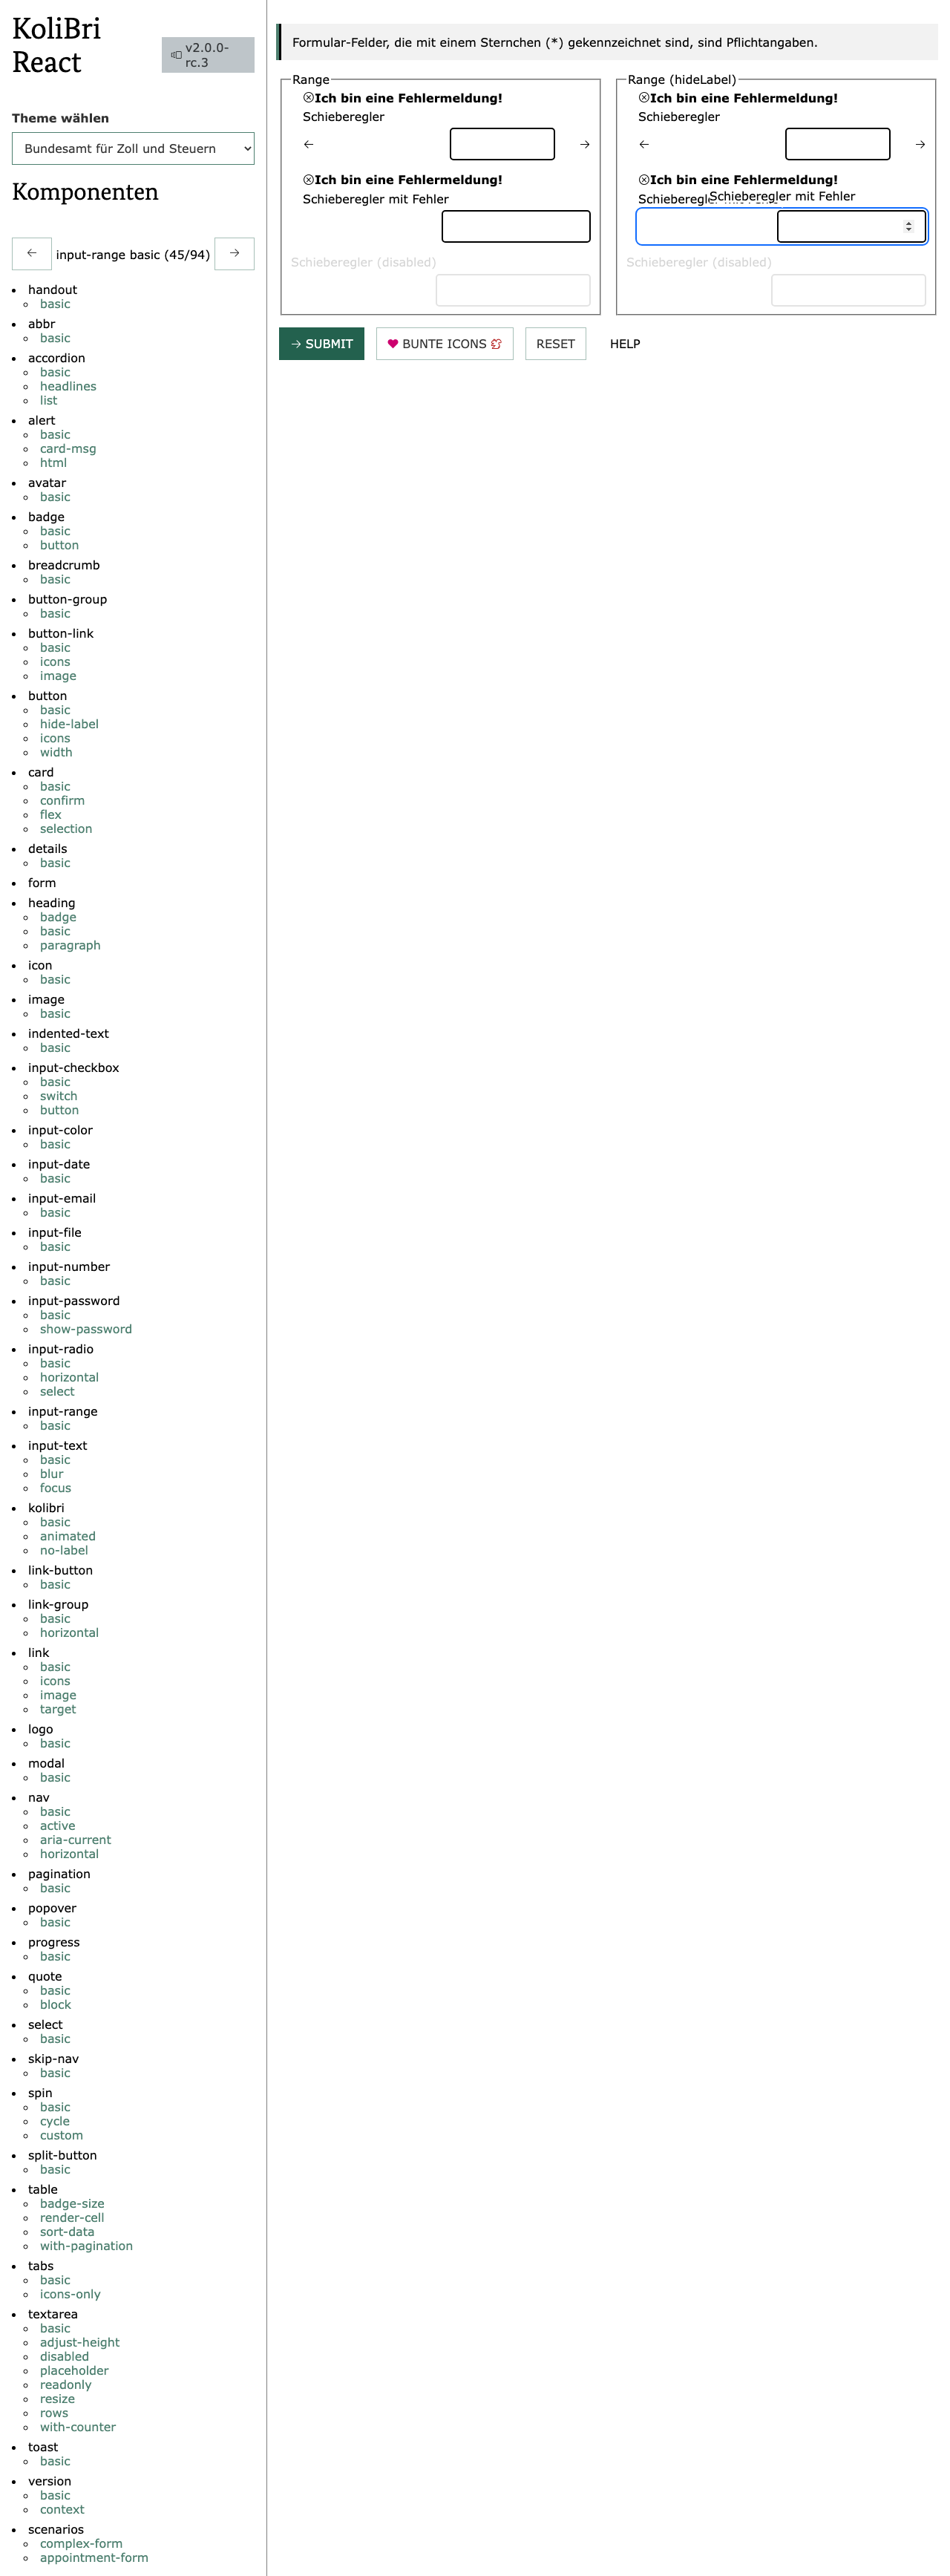 KoliBri
React
v2.0.0-
rc.3
Theme wählen
Bundesamt für Zoll und Steuern
Komponenten
← input-range basic (45/94) →
handout
basic
abbr
basic
accordion
basic
headlines
list
alert
basic
card-msg
html
avatar
basic
badge
basic
button
breadcrumb
basic
button-group
basic
button-link
basic
icons
image
button
basic
hide-label
icons
width
card
basic
confirm
flex
selection
details
basic
form
heading
badge
basic
paragraph
icon
basic
image
basic
indented-text
basic
input-checkbox
basic
switch
button
input-color
basic
input-date
basic
input-email
basic
input-file
basic
input-number
basic
input-password
basic
show-password
input-radio
basic
horizontal
select
input-range
basic
input-text
basic
blur
focus
kolibri
basic
animated
no-label
link-button
basic
link-group
basic
horizontal
link
basic
icons
image
target
logo
basic
modal
basic
nav
basic
active
aria-current
horizontal
pagination
basic
popover
basic
progress
basic
quote
basic
block
select
basic
skip-nav
basic
spin
basic
cycle
custom
split-button
basic
table
badge-size
render-cell
sort-data
with-pagination
tabs
basic
icons-only
textarea
basic
adjust-height
disabled
placeholder
readonly
resize
rows
with-counter
toast
basic
version
basic
context
scenarios
complex-form
appointment-form
Formular-Felder, die mit einem Sternchen (*) gekennzeichnet sind, sind Pflichtangaben.
Range
Ich bin eine Fehlermeldung!
Schieberegler
← →
Ich bin eine Fehlermeldung!
Schieberegler mit Fehler
Schieberegler (disabled)
Range (hideLabel)
Ich bin eine Fehlermeldung!
Schieberegler
← →
Ich bin eine Fehlermeldung!
Schieberegler mit Fehler
Schieberegler (disabled)
→ SUBMIT
BUNTE ICONS
RESET
HELP